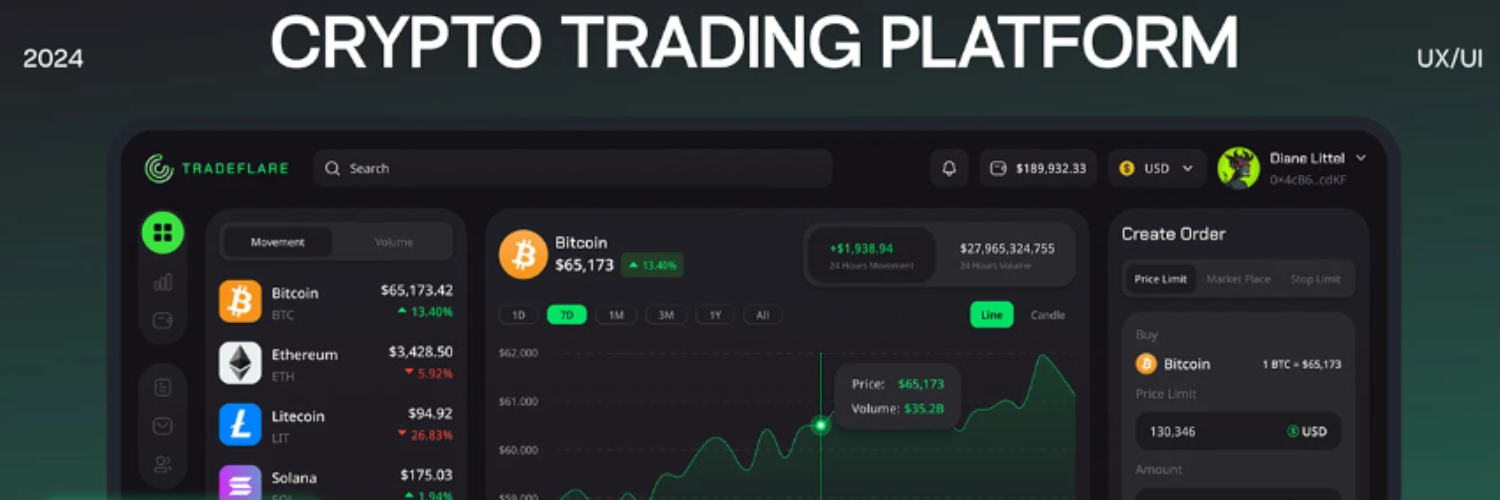 2024
CRYPTO TRADING PLATFORM
UX/UI
TRADEFLARE
Search
$189,932.33
USD
Diane Littel
0×4cB6...cdKF
Movement
Volume
Bitcoin
$65,173.42
BTC
13.40%
Ethereum
$3,428.50
ETH
5.92%
Litecoin
$94.92
LIT
26.83%
Solana
$175.03
SOL
1.94%
Bitcoin
$65,173
13.40%
+$1,938.94
24 Hours Movement
$27,965,324,755
24 Hours Volume
1D
7D
1M
3M
1Y
All
Line
Candle
$62,000
$61.000
$60.000
$59.000
Price: $65,173
Volume: $35.2B
Create Order
Price Limit
Market Place
Stop Limit
Buy
Bitcoin
1 BTC = $65,173
Price Limit
130,346
USD
Amount